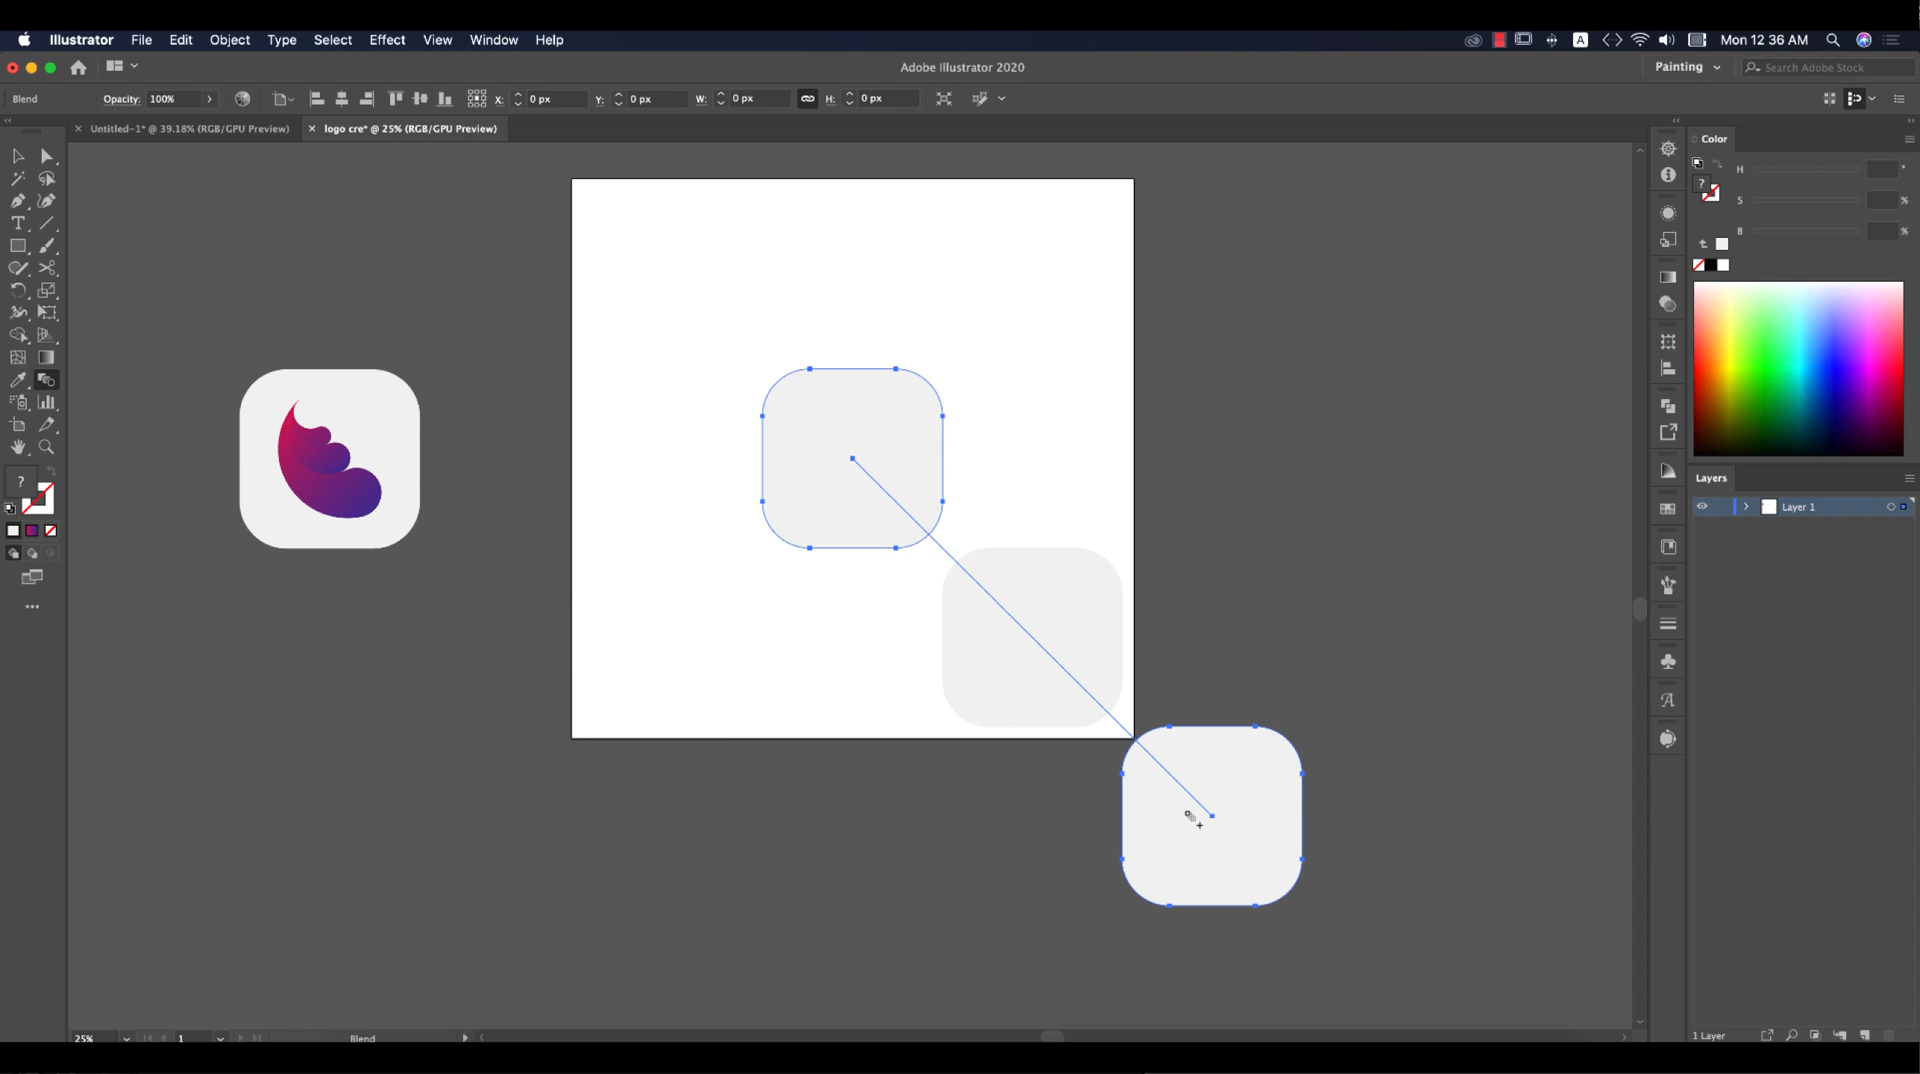 Illustrator File Edit Object Type Select Effect View Window Help
A Mon 12 36 AM
Adobe Illustrator 2020
Painting
Search Adobe Stock
Blend Opacity: 100% X: 0 px Y: 0 px W: 0 px H: 0 px
× Untitled-1* @ 39.18% (RGB/GPU Preview)
× logo cre* @ 25% (RGB/GPU Preview)
Color
H °
?
S %
B %
T
?
Layers
Layer 1
A
25% 1 Blend
1 Layer